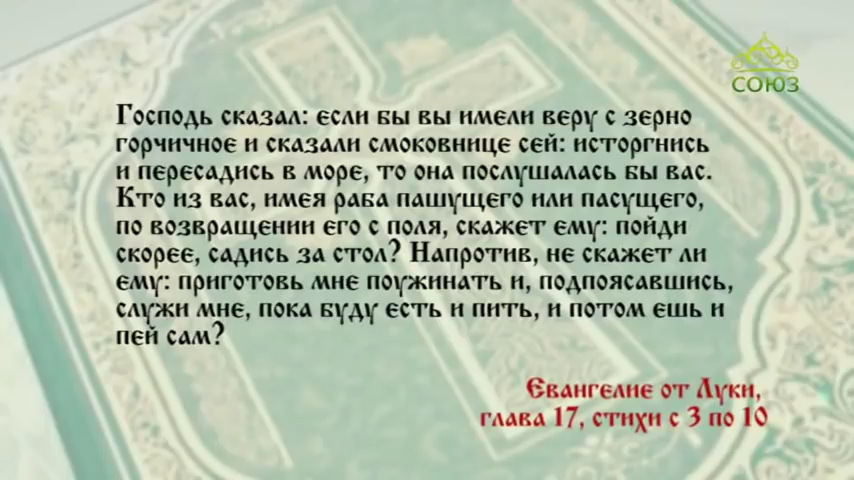 СОЮЗ
Господь сказал: если бы вы имели веру с зерно
горчичное и сказали смоковнице сей: исторгнись
и пересадись в море, то она послушалась бы вас.
Кто из вас, имея раба пашущего или пасущего,
по возвращении его с поля, скажет ему: пойди
скорее, садись за стол? Напротив, не скажет ли
ему: приготовь мне поужинать и, подпоясавшись,
служи мне, пока буду есть и пить, и потом ешь и
пей сам?
Евангелие от Луки,
глава 17, стихи с 3 по 10